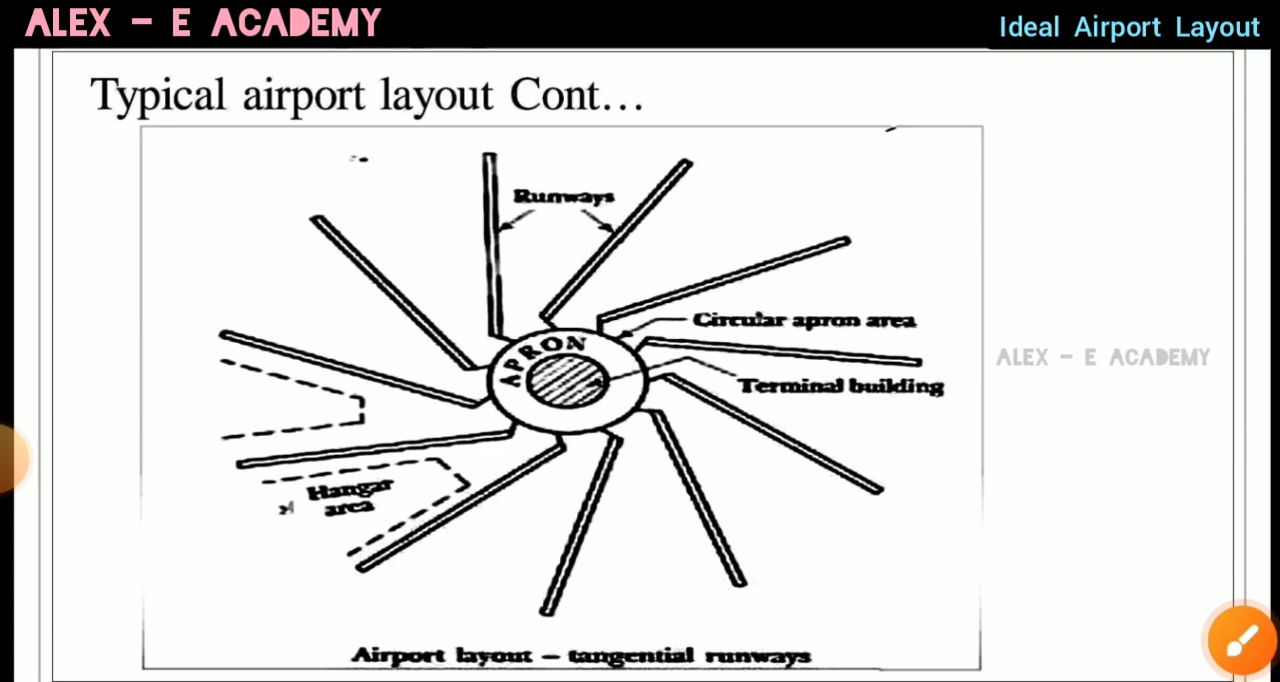 ALEX – E ACADEMY
Ideal Airport Layout
Typical airport layout Cont...
Runways
Circular apron area
APRON
ALEX – E ACADEMY
Terminal building
Hangar
area
Airport layout – tangential runways